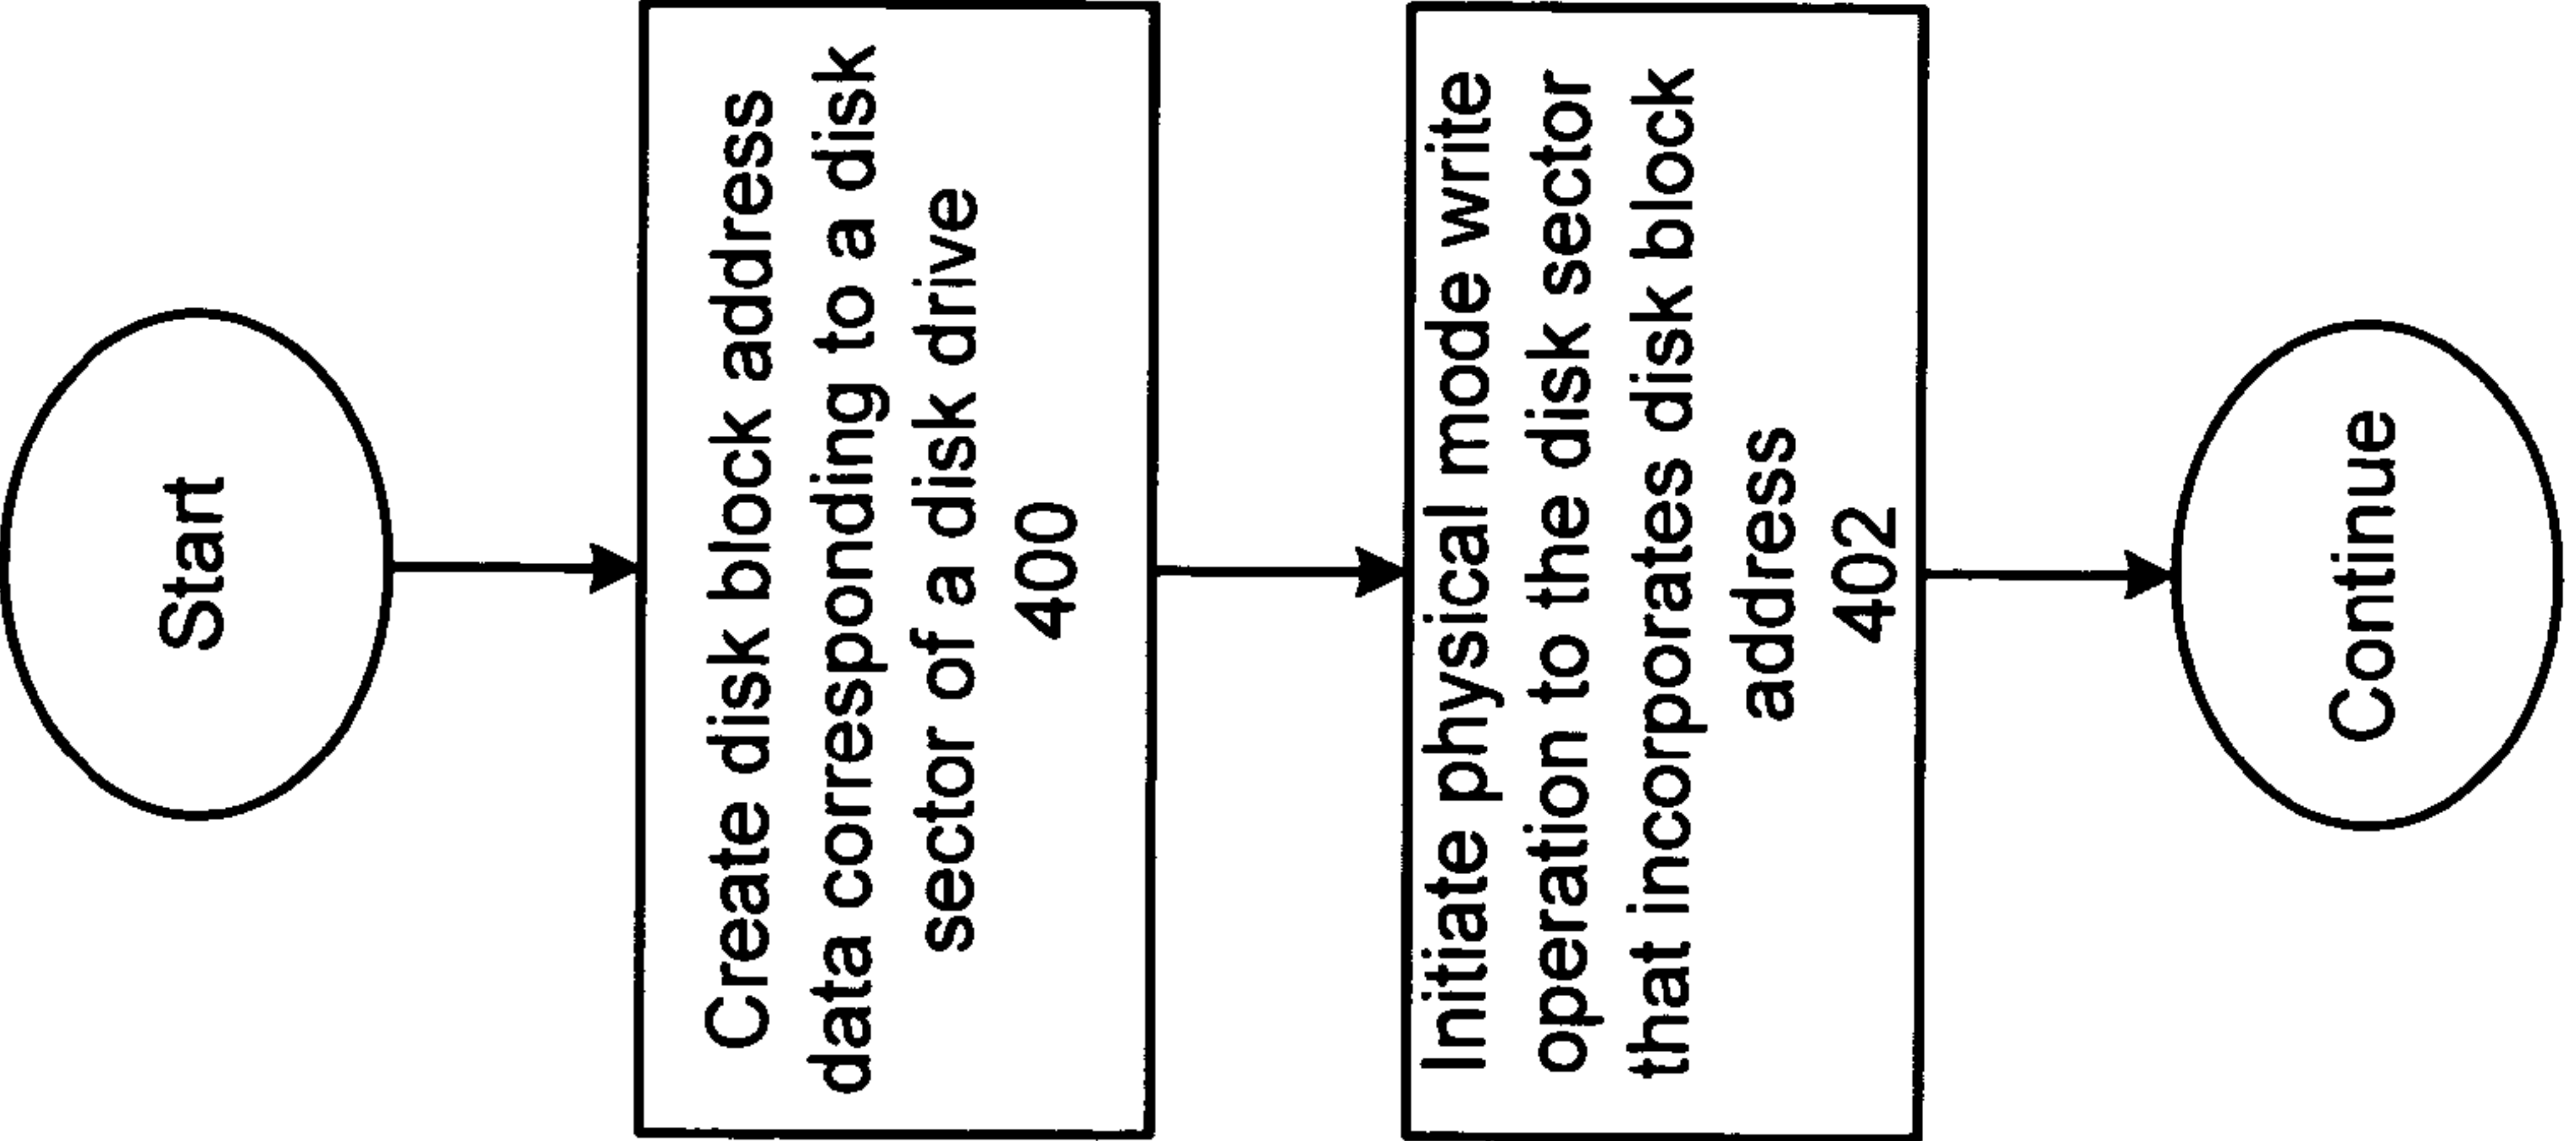 Start
Create disk block address
data corresponding to a disk
sector of a disk drive
400
Initiate physical mode write
operation to the disk sector
that incorporates disk block
address
402
Continue